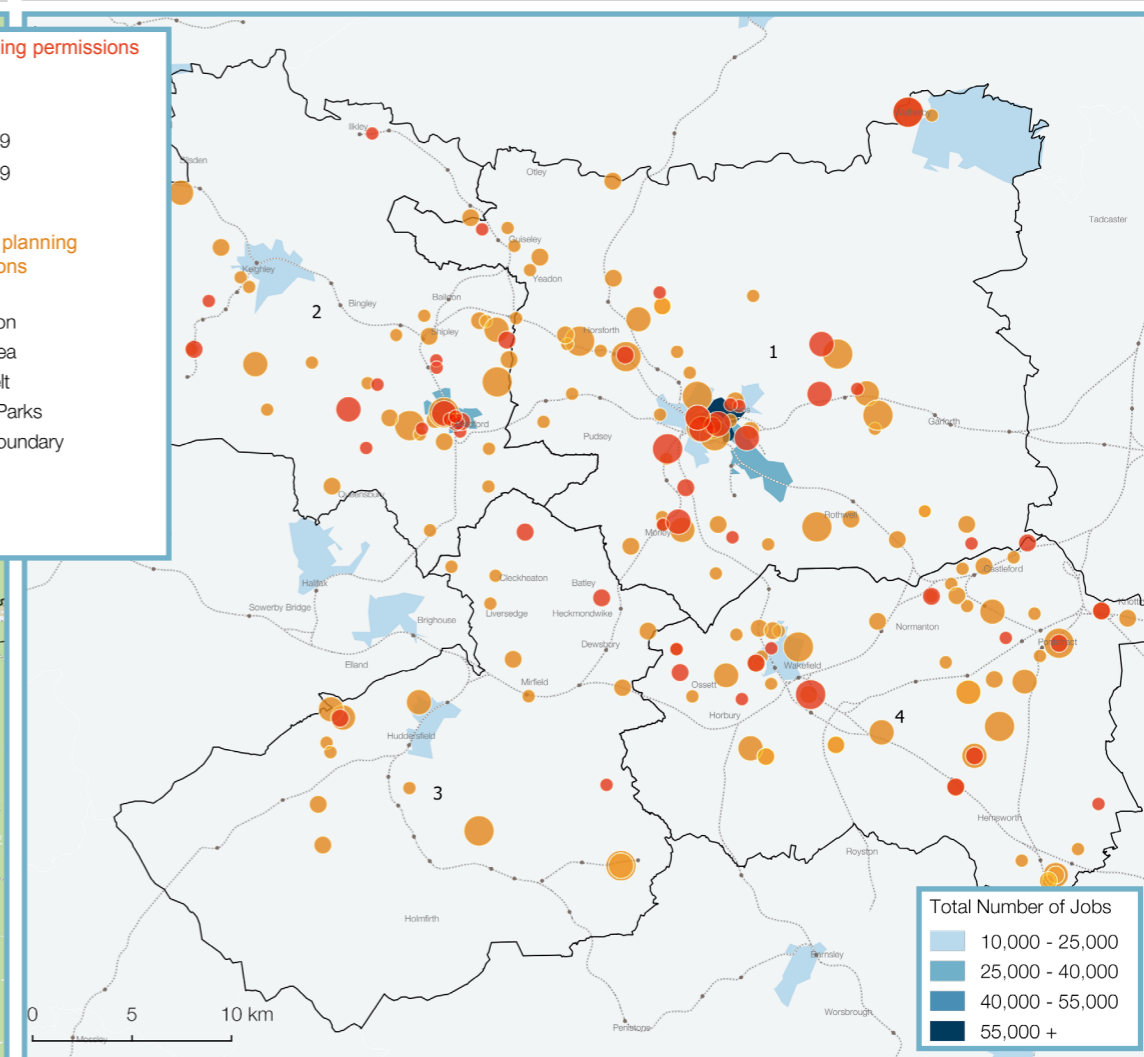 ing permissions
9
9
planning
ons
on
ea
elt
Parks
oundary
Ilkley
Otley
Guiseley
Yeadon
Tadcaster
Keighley
Bingley
Baildon
Shipley
Horsforth
2
1
Pudsey
Garforth
Queensbury
Rothwell
Morley
Halifax
Sowerby Bridge
Brighouse
Elland
Cleckheaton
Liversedge
Batley
Heckmondwike
Dewsbury
Mirfield
Castleford
Normanton
Wakefield
Ossett
Horbury
4
Huddersfield
3
Hemsworth
Royston
Holmfirth
Barnsley
Worsbrough
Penistone
Mossley
0 5 10 km
Total Number of Jobs
10,000 - 25,000
25,000 - 40,000
40,000 - 55,000
55,000 +